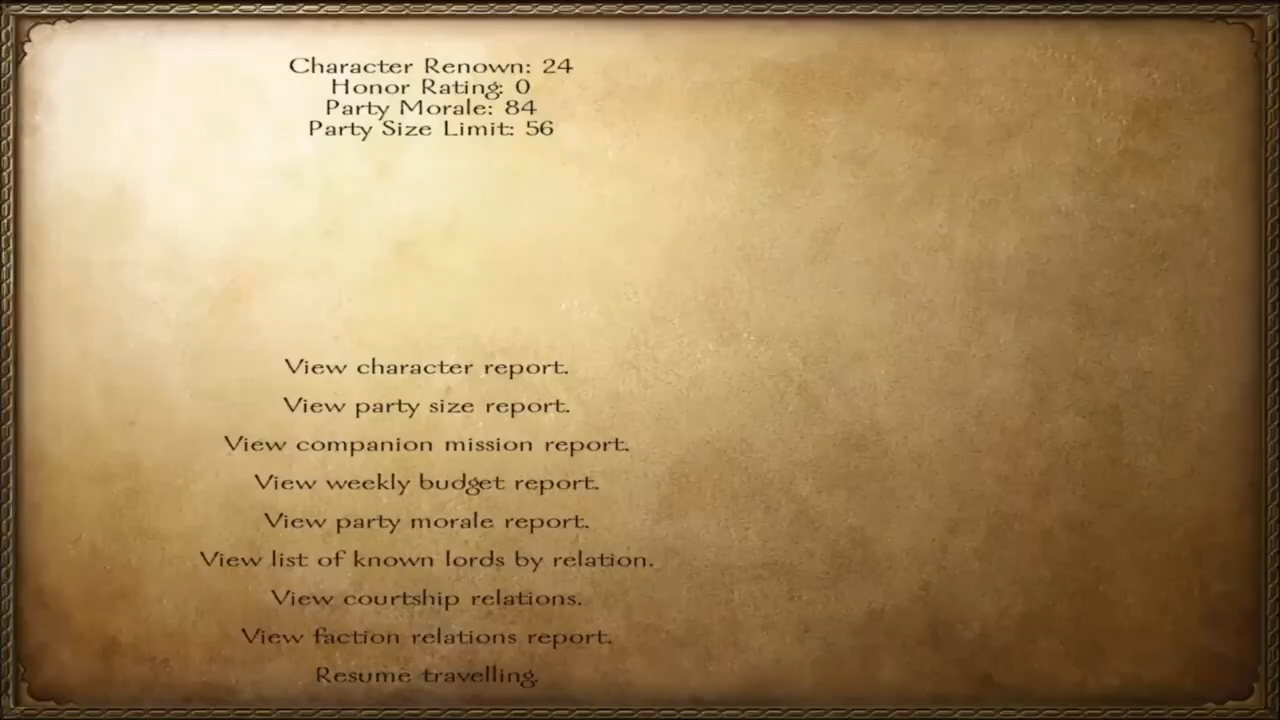 Character Renown: 24
Honor Rating: 0
Party Morale: 84
Party Size Limit: 56
View character report.
View party size report.
View companion mission report.
View weekly budget report.
View party morale report.
View list of known lords by relation.
View courtship relations.
View faction relations report.
Resume travelling.